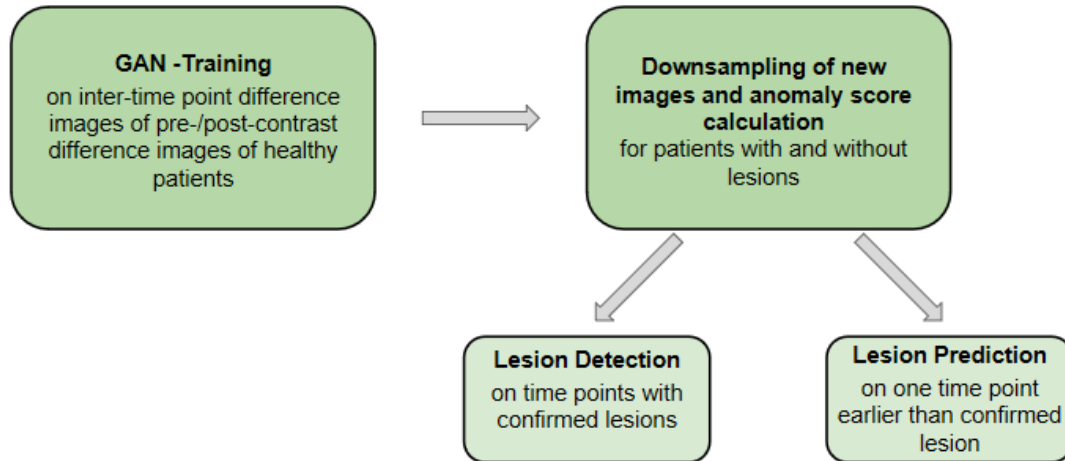 GAN -Training
on inter-time point difference
images of pre-/post-contrast
difference images of healthy
patients
Downsampling of new
images and anomaly score
calculation
for patients with and without
lesions
Lesion Detection
on time points with
confirmed lesions
Lesion Prediction
on one time point
earlier than confirmed
lesion